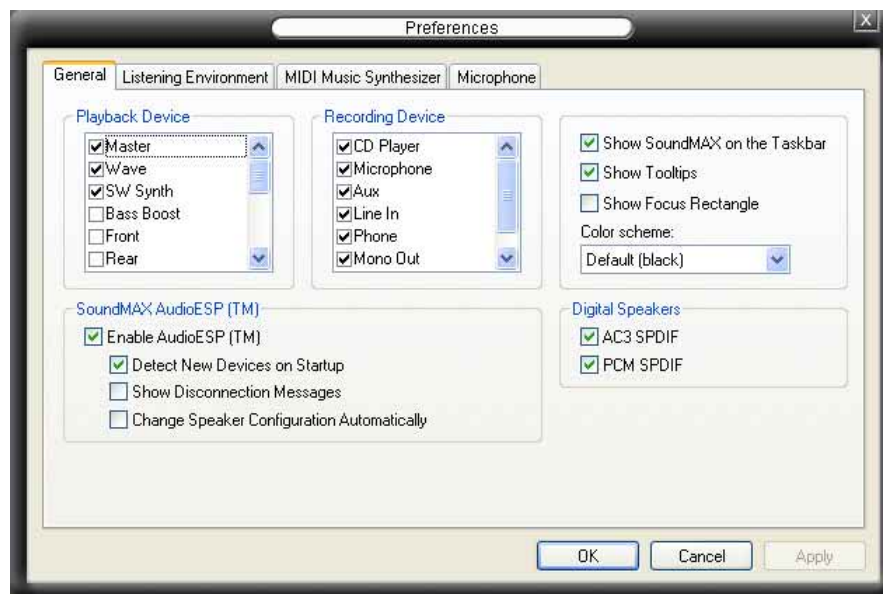 Preferences
X
General
Listening Environment
MIDI Music Synthesizer
Microphone
Playback Device
Master
Wave
SW Synth
Bass Boost
Front
Rear
Recording Device
CD Player
Microphone
Aux
Line In
Phone
Mono Out
Show SoundMAX on the Taskbar
Show Tooltips
Show Focus Rectangle
Color scheme:
Default (black)
SoundMAX AudioESP (TM)
Enable AudioESP (TM)
Detect New Devices on Startup
Show Disconnection Messages
Change Speaker Configuration Automatically
Digital Speakers
AC3 SPDIF
PCM SPDIF
OK
Cancel
Apply